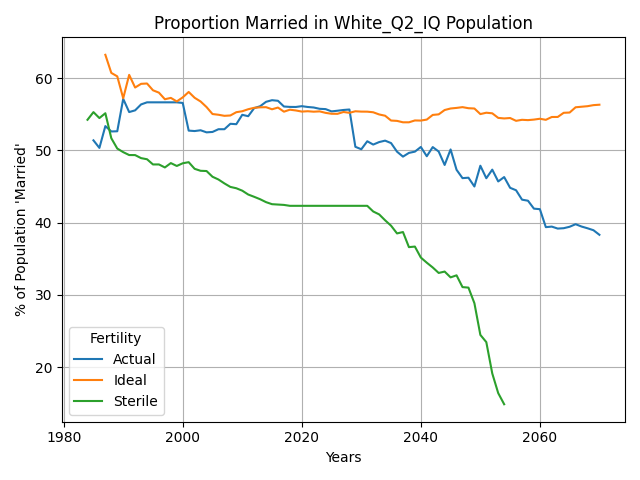 Proportion Married in White_Q2_IQ Population
% of Population 'Married'
60
50
40
30
20
Fertility
Actual
Ideal
Sterile
1980 2000 2020 2040 2060
Years